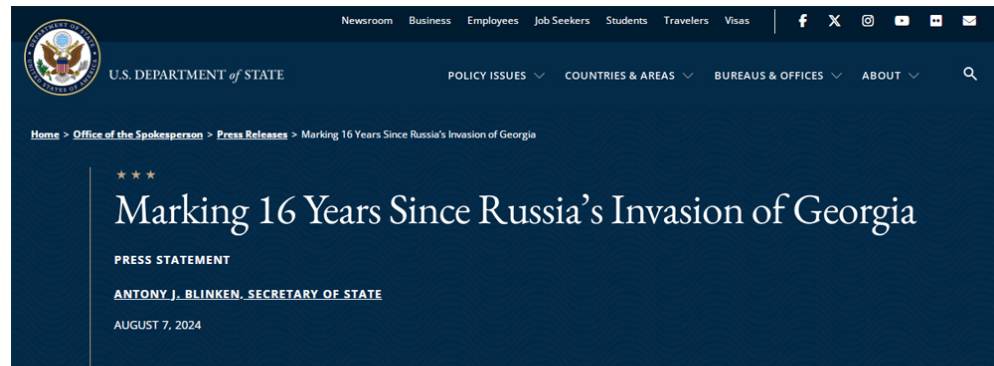 Newsroom Business Employees Job Seekers Students Travelers Visas
U.S. DEPARTMENT of STATE
POLICY ISSUES COUNTRIES & AREAS BUREAUS & OFFICES ABOUT
Home > Office of the Spokesperson > Press Releases > Marking 16 Years Since Russia's Invasion of Georgia
Marking 16 Years Since Russia's Invasion of Georgia
PRESS STATEMENT
ANTONY J. BLINKEN, SECRETARY OF STATE
AUGUST 7, 2024